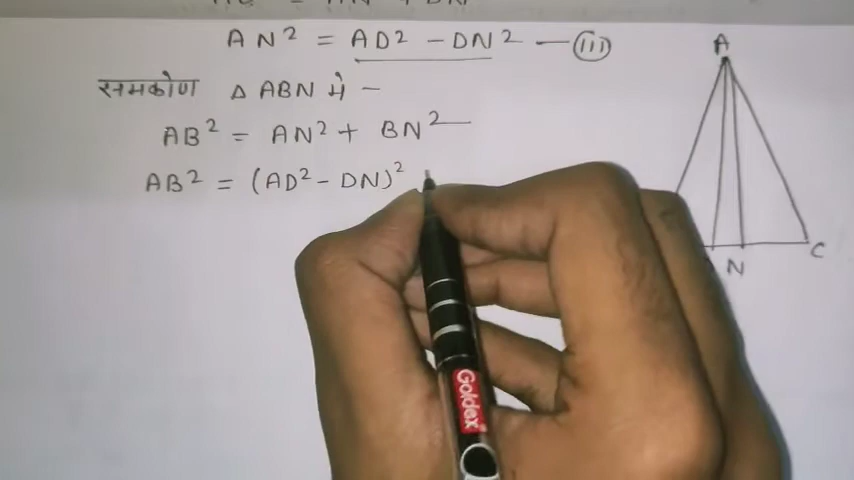 AN² = AD² - DN² — (III)
समकोण △ ABN में -
AB² = AN² + BN²
AB² = (AD² - DN)²
A
N
C
Goldex